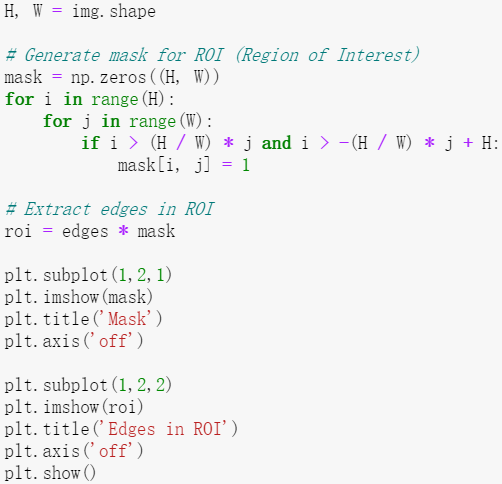 H, W = img.shape

# Generate mask for ROI (Region of Interest)
mask = np.zeros((H, W))
for i in range(H):
    for j in range(W):
        if i > (H / W) * j and i > -(H / W) * j + H:
            mask[i, j] = 1

# Extract edges in ROI
roi = edges * mask

plt.subplot(1,2,1)
plt.imshow(mask)
plt.title('Mask')
plt.axis('off')

plt.subplot(1,2,2)
plt.imshow(roi)
plt.title('Edges in ROI')
plt.axis('off')
plt.show()